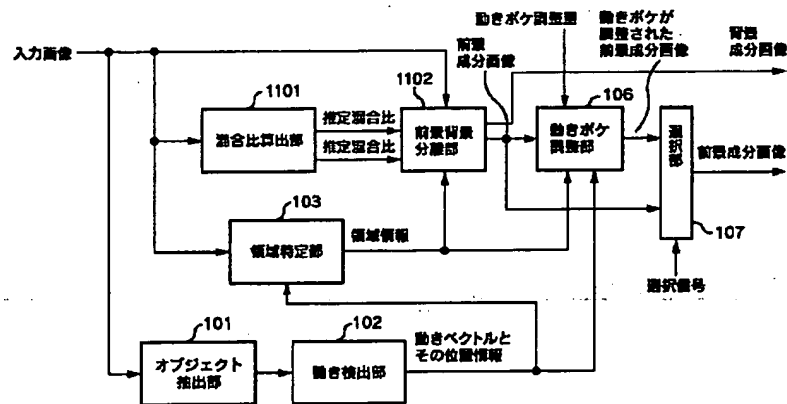 動きボケ調整量
動きボケが
調整された
前景成分画像
背景
成分画像
入力画像
前景
成分画像
1101
混合比算出部
推定混合比
推定混合比
1102
前景背景
分離部
106
動きボケ
調整部
選択部
前景成分画像
107
選択信号
103
領域特定部
領域情報
101
オブジェクト
抽出部
102
動き検出部
動きベクトルと
その位置情報